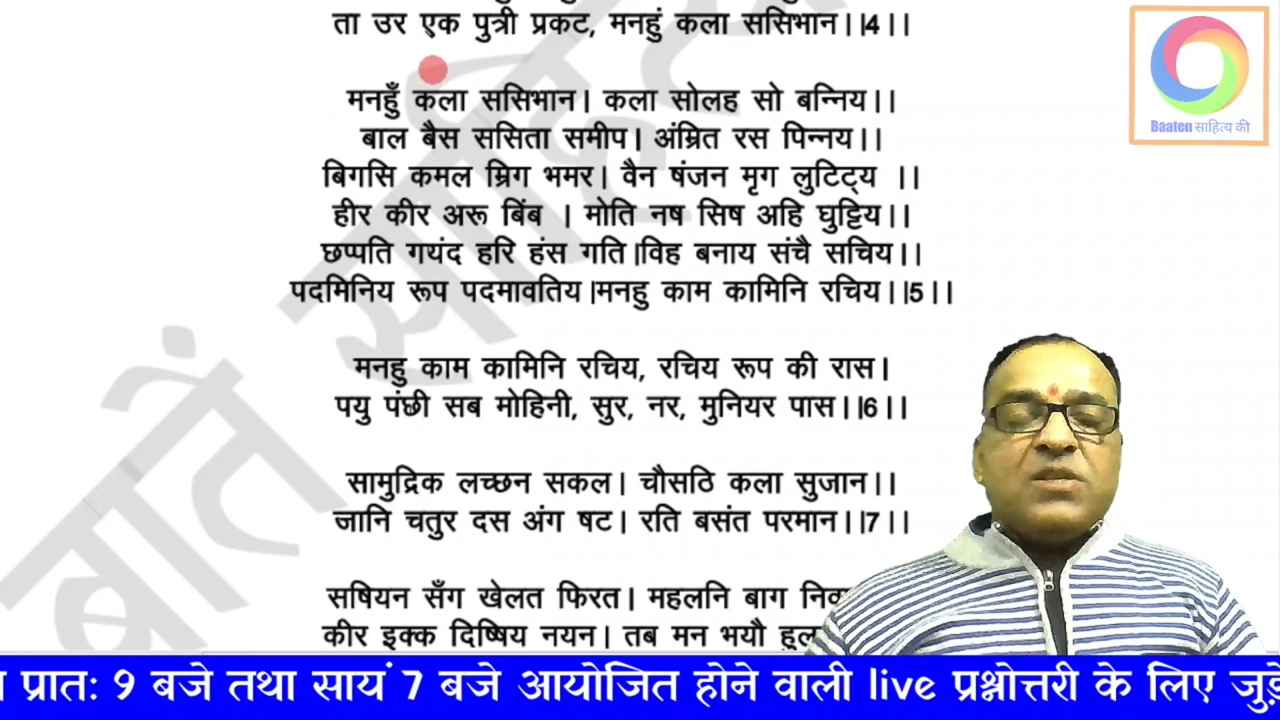 ता उर एक पुत्री प्रकट, मनहुं कला ससिभान।।4।।
मनहुँ कला ससिभान। कला सोलह सो बन्निय।।
बाल बैस ससिता समीप। अंम्रित रस पिन्नय।।
बिगसि कमल म्रिग भमर। वैन षंजन मृग लुटिट्य ।।
हीर कीर अरू बिंब । मोति नष सिष अहि घुट्टिय।।
छप्पति गयंद हरि हंस गति।विह बनाय संचै सचिय।।
पदमिनिय रूप पदमावतिय।मनहु काम कामिनि रचिय।।5।।
मनहु काम कामिनि रचिय, रचिय रूप की रास।
पयु पंछी सब मोहिनी, सुर, नर, मुनियर पास।।6।।
सामुद्रिक लच्छन सकल। चौसठि कला सुजान।।
जानि चतुर दस अंग षट। रति बसंत परमान।।7।।
सषियन सँग खेलत फिरत। महलनि बाग
कीर इक्क दिष्षिय नयन। तब मन भयौ
Baaten साहित्य की
बातें
प्रातः 9 बजे तथा सायं 7 बजे आयोजित होने वाली live प्रश्नोत्तरी के लिए